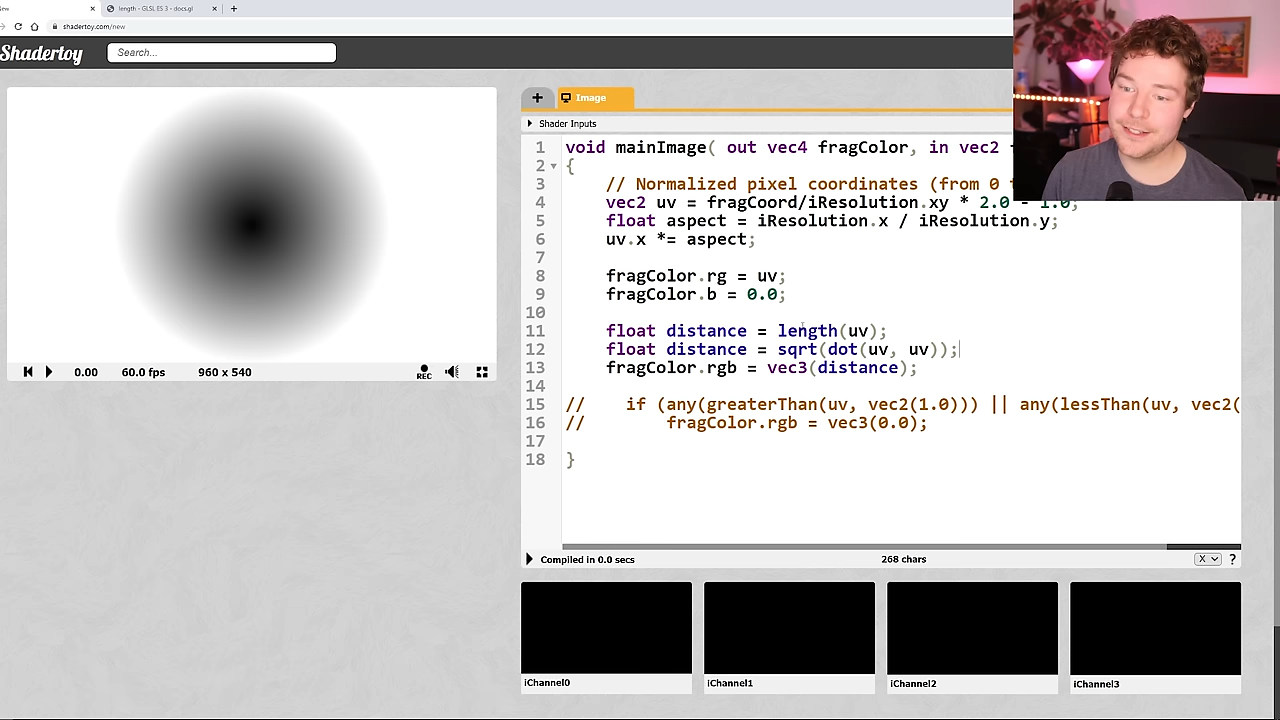 length - GLSL ES 3 - docs.gl
shadertoy.com/new
Shadertoy
Search...
Image
Shader Inputs
1 void mainImage( out vec4 fragColor, in vec2
2 {
3 // Normalized pixel coordinates (from 0
4 vec2 uv = fragCoord/iResolution.xy * 2.0 - 1.0;
5 float aspect = iResolution.x / iResolution.y;
6 uv.x *= aspect;
7
8 fragColor.rg = uv;
9 fragColor.b = 0.0;
10
11 float distance = length(uv);
12 float distance = sqrt(dot(uv, uv));
13 fragColor.rgb = vec3(distance);
14
15 // if (any(greaterThan(uv, vec2(1.0))) || any(lessThan(uv, vec2(
16 // fragColor.rgb = vec3(0.0);
17
18 }
0.00 60.0 fps 960 x 540 REC
Compiled in 0.0 secs 268 chars X ?
iChannel0 iChannel1 iChannel2 iChannel3